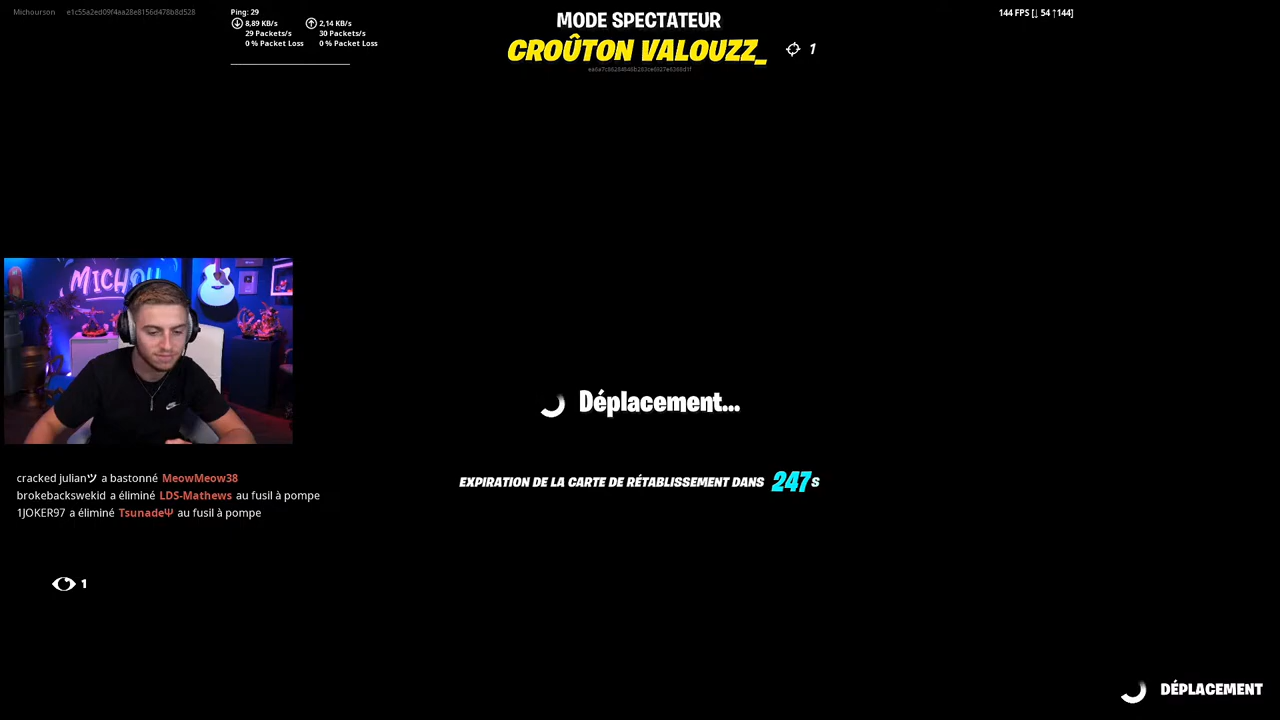 Michourson e1c55a2ed09f4aa28e8156d478b8d528
Ping: 29
8,89 KB/s 2,14 KB/s
29 Packets/s 30 Packets/s
0 % Packet Loss 0 % Packet Loss
MODE SPECTATEUR
CROÛTON VALOUZZ_ 1
144 FPS [↓ 54 ↑144]
MICHOU
Déplacement...
EXPIRATION DE LA CARTE DE RÉTABLISSEMENT DANS 247S
cracked julianツ a bastonné MeowMeow38
brokebackswekid a éliminé LDS-Mathews au fusil à pompe
1JOKER97 a éliminé TsunadeΨ au fusil à pompe
1
DÉPLACEMENT